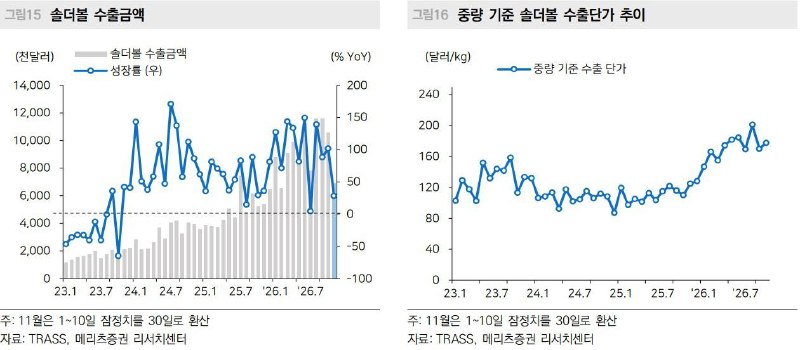 그림15 솔더볼 수출금액
(천달러) (% YoY)
솔더볼 수출금액
성장률 (우)
14,000 200
12,000 150
10,000 100
8,000 50
6,000
4,000 0
2,000 -50
0 -100
23.1 23.7 24.1 24.7 25.1 25.7 '26.1 '26.7
주: 11월은 1~10일 잠정치를 30일로 환산
자료: TRASS, 메리츠증권 리서치센터
그림16 중량 기준 솔더볼 수출단가 추이
(달러/kg)
중량 기준 수출 단가
240
200
160
120
80
40
0
23.1 23.7 24.1 24.7 25.1 25.7 '26.1 '26.7
주: 11월은 1~10일 잠정치를 30일로 환산
자료: TRASS, 메리츠증권 리서치센터